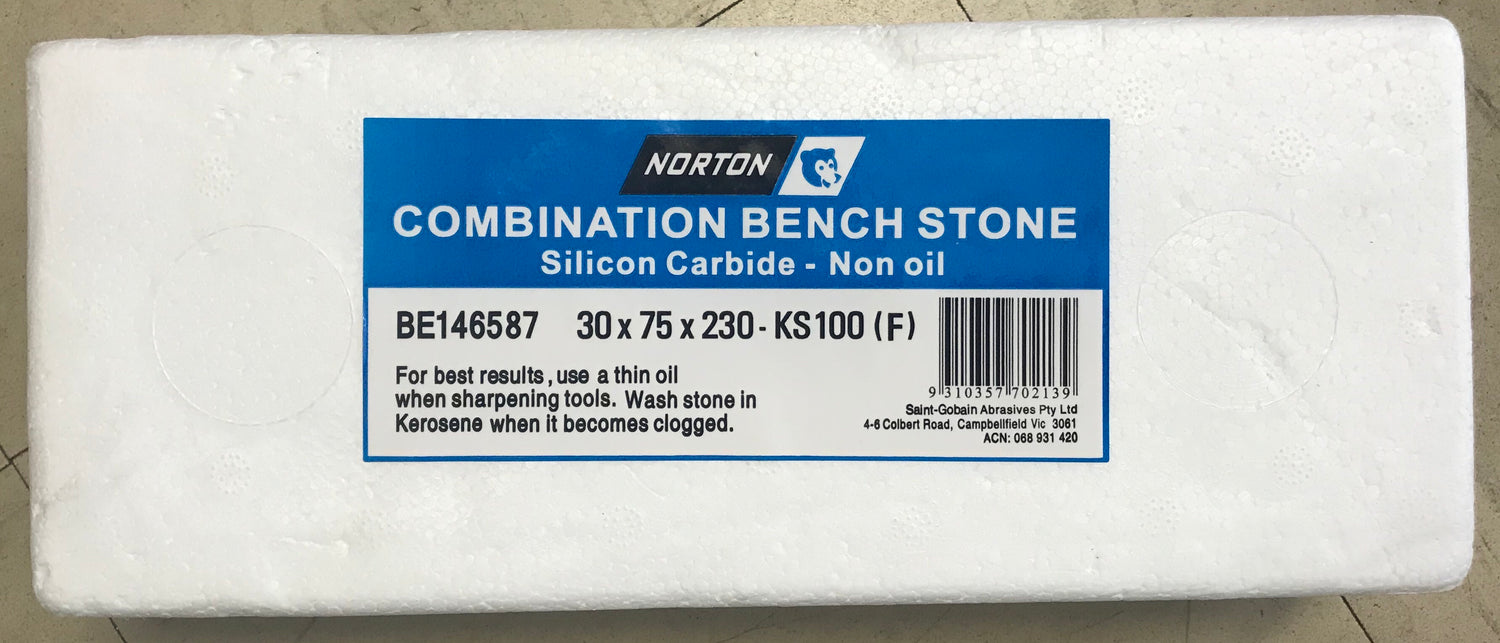 NORTON
COMBINATION BENCH STONE
Silicon Carbide - Non oil
BE146587 30 x 75 x 230 - KS100 (F)
For best results, use a thin oil
when sharpening tools. Wash stone in
Kerosene when it becomes clogged.
9 310357 702139
Saint-Gobain Abrasives Pty Ltd
4-6 Colbert Road, Campbellfield Vic 3061
ACN: 068 931 420